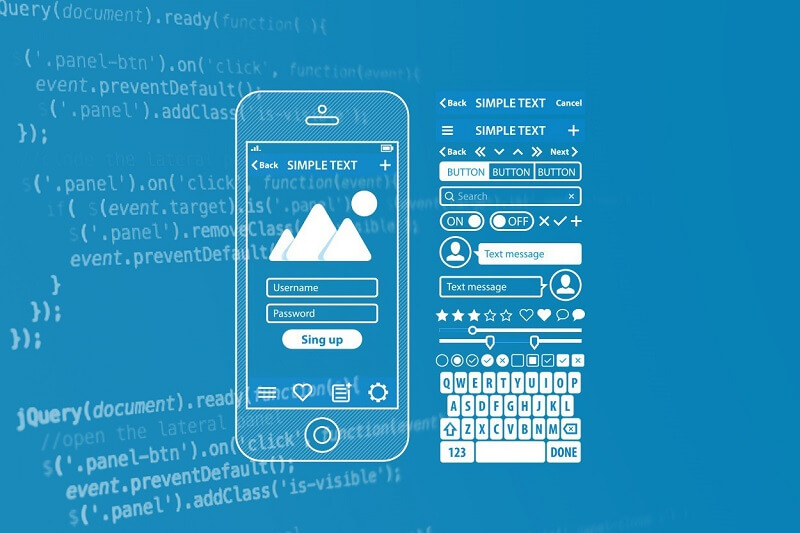 Query(document).ready(function( ){
$('.panel-btn').on('click', function(event){
event.preventDefault();
$('.panel').addClass('is-visible');
});
$('.panel').on('click', function(event){
if( $(event.target).is('.panel')
$('.panel').removeClass('is-visible');
event.preventDefault();
}
});
});
jQuery(document).ready(function( ){
//open the lateral panel
$('.panel-btn').on('click', function(event){
event.preventDefault();
$('.panel').addClass('is-visible');
Back SIMPLE TEXT +
Username
Password
Sing up
Back SIMPLE TEXT Cancel
SIMPLE TEXT +
Back Next
BUTTON BUTTON BUTTON
Search
ON OFF
Text message
Text message
Q W E R T Y U I O P
A S D F G H J K L
Z X C V B N M
123 DONE